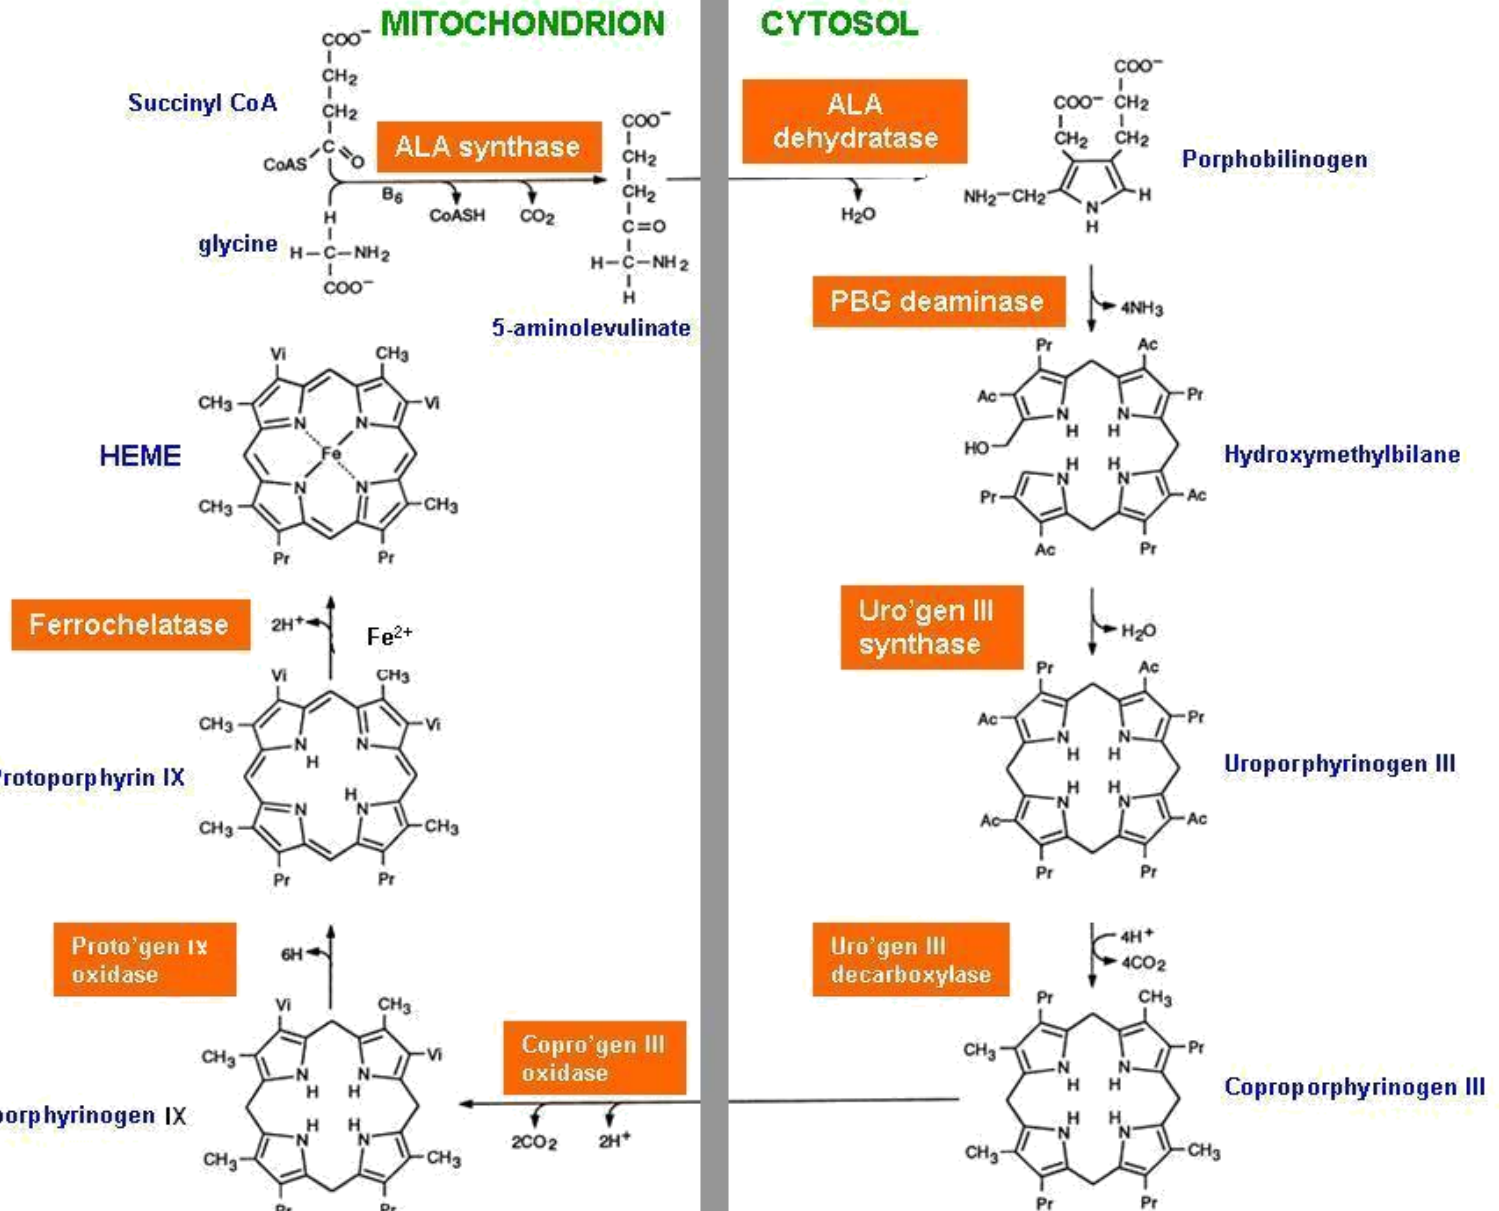 MITOCHONDRION
CYTOSOL
COO⁻
CH₂
CH₂
C
O
CoAS
Succinyl CoA
ALA synthase
B₆
CoASH
CO₂
H
glycine
H–C–NH₂
COO⁻
COO⁻
CH₂
CH₂
C=O
H–C–NH₂
H
5-aminolevulinate
ALA
dehydratase
H₂O
COO⁻
COO⁻
CH₂
CH₂
CH₂
NH₂–CH₂
N
H
H
Porphobilinogen
PBG deaminase
4NH₃
Pr
Ac
Ac
Pr
N
N
H
H
HO
H
H
N
N
Pr
Ac
Ac
Pr
Hydroxymethylbilane
Uro'gen III
synthase
H₂O
Pr
Ac
Ac
Pr
N
N
H
H
H
H
N
N
Ac
Ac
Pr
Pr
Uroporphyrinogen III
Uro'gen III
decarboxylase
4H⁺
4CO₂
Pr
CH₃
CH₃
Pr
N
N
H
H
H
H
N
N
CH₃
CH₃
Pr
Pr
Coproporphyrinogen III
Copro'gen III
oxidase
2CO₂
2H⁺
Vi
CH₃
CH₃
Vi
N
N
H
H
H
H
N
N
CH₃
CH₃
Pr
Pr
porphyrinogen IX
Proto'gen IX
oxidase
6H
Vi
CH₃
CH₃
Vi
N
N
H
H
N
N
CH₃
CH₃
Pr
Pr
Protoporphyrin IX
Ferrochelatase
2H⁺
Fe²⁺
Vi
CH₃
CH₃
Vi
N
N
Fe
N
N
CH₃
CH₃
Pr
Pr
HEME